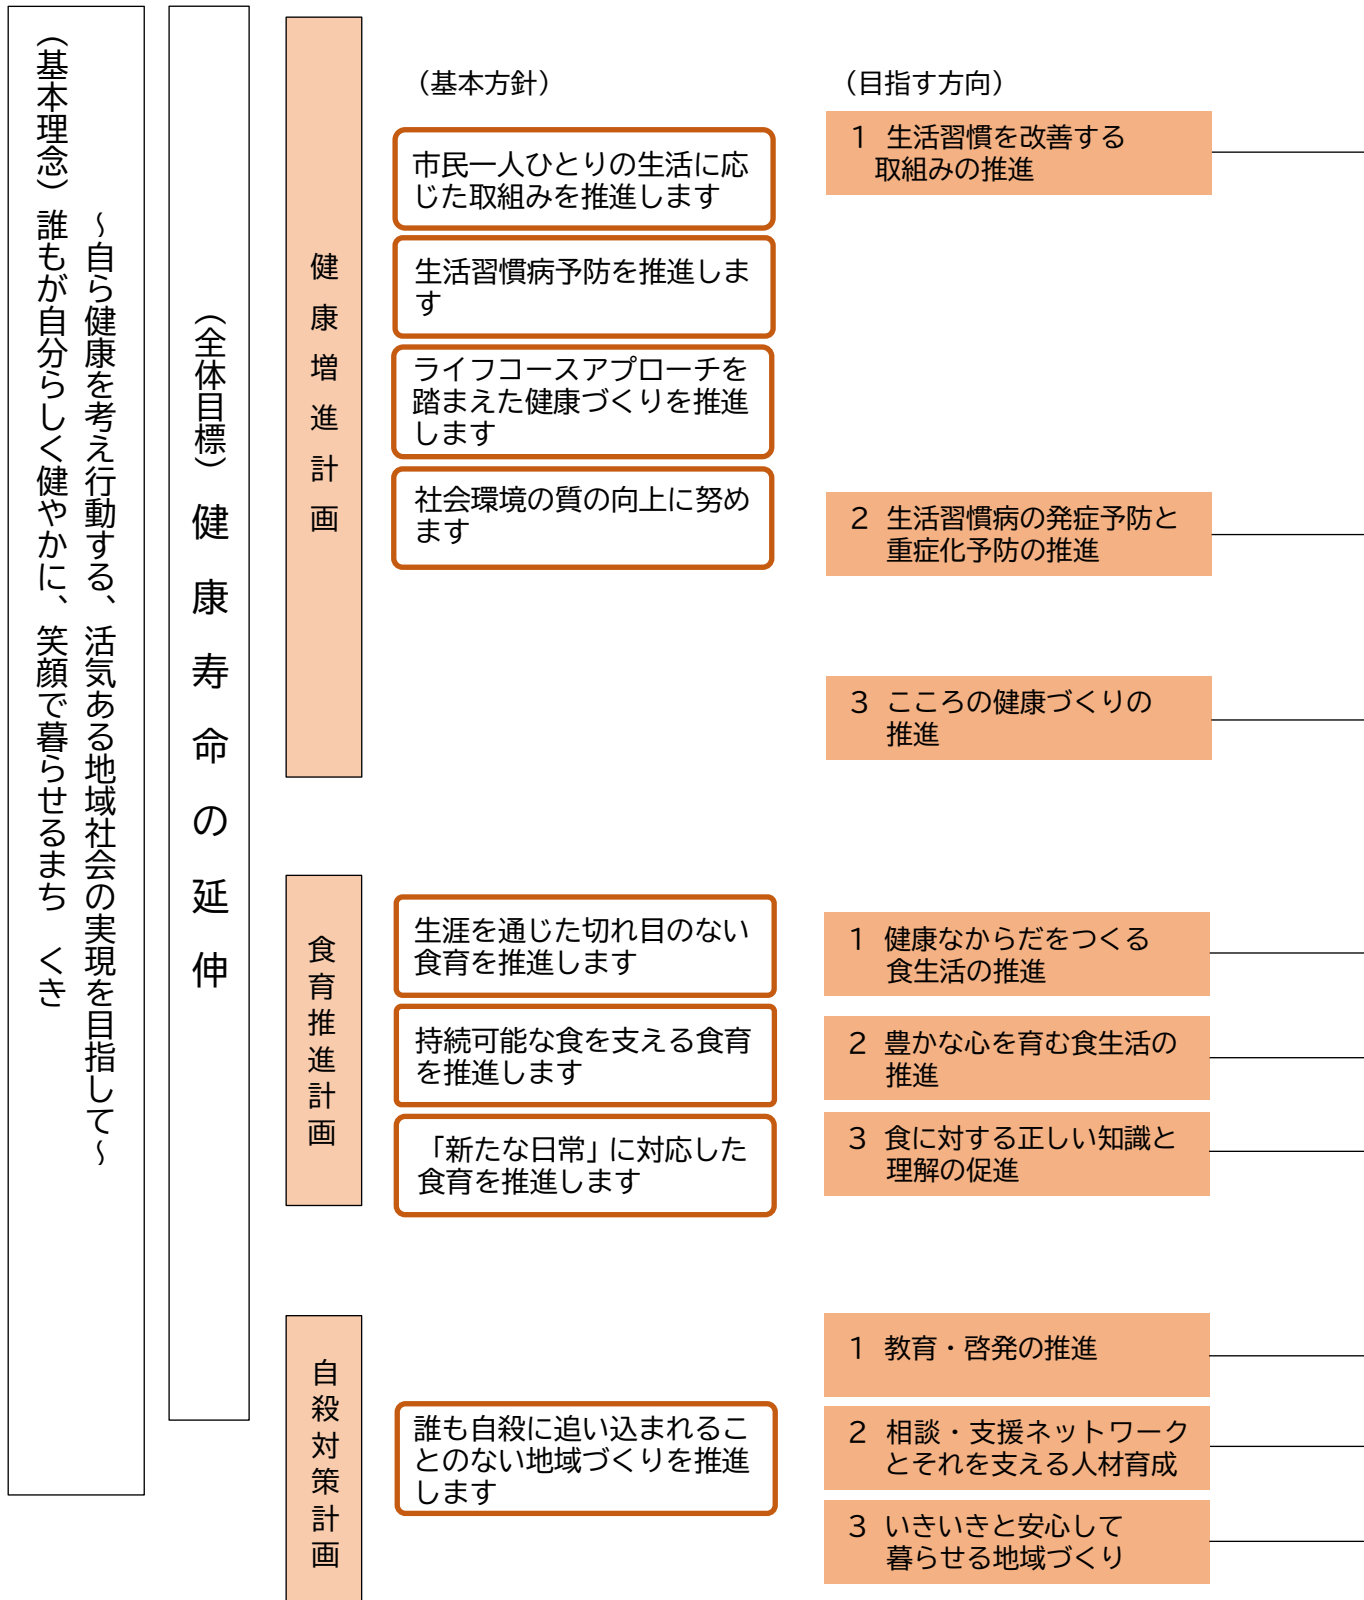 （基本理念）誰もが自分らしく健やかに、笑顔で暮らせるまち　くき
～自ら健康を考え行動する、活気ある地域社会の実現を目指して～
（全体目標）健康寿命の延伸
健康増進計画
（基本方針）
市民一人ひとりの生活に応
じた取組みを推進します
生活習慣病予防を推進しま
す
ライフコースアプローチを
踏まえた健康づくりを推進
します
社会環境の質の向上に努め
ます
（目指す方向）
1 生活習慣を改善する
取組みの推進
2 生活習慣病の発症予防と
重症化予防の推進
3 こころの健康づくりの
推進
食育推進計画
生涯を通じた切れ目のない
食育を推進します
持続可能な食を支える食育
を推進します
「新たな日常」に対応した
食育を推進します
1 健康なからだをつくる
食生活の推進
2 豊かな心を育む食生活の
推進
3 食に対する正しい知識と
理解の促進
自殺対策計画
誰も自殺に追い込まれるこ
とのない地域づくりを推進
します
1 教育・啓発の推進
2 相談・支援ネットワーク
とそれを支える人材育成
3 いきいきと安心して
暮らせる地域づくり